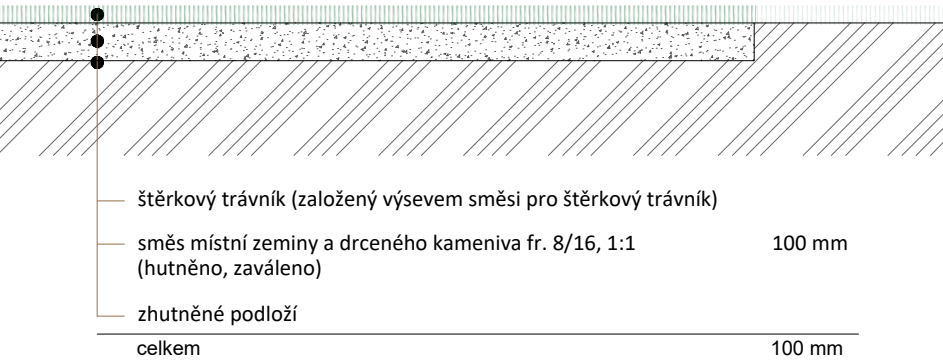 štěrkový trávník (založený výsevem směsi pro štěrkový trávník)
směs místní zeminy a drceného kameniva fr. 8/16, 1:1 100 mm
(hutněno, zaváleno)
zhutněné podloží
celkem 100 mm